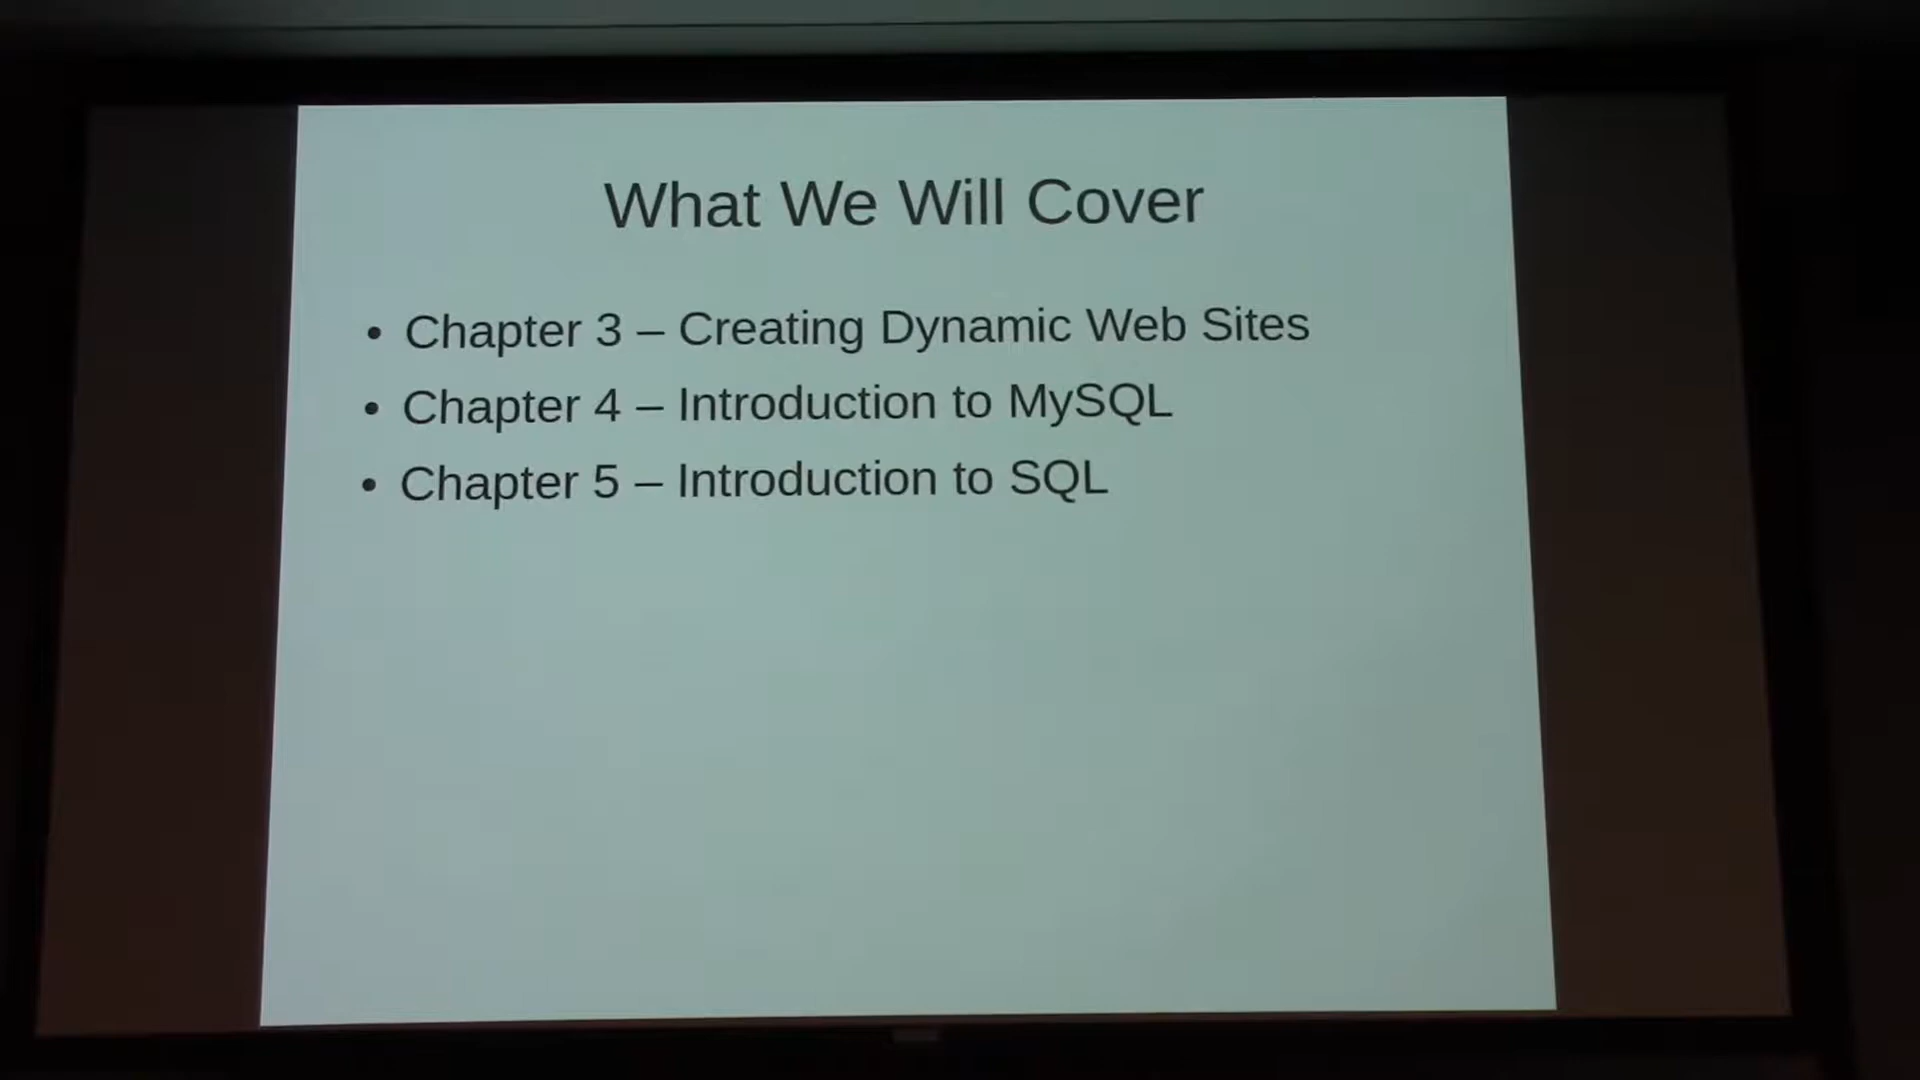 What We Will Cover
• Chapter 3 – Creating Dynamic Web Sites
• Chapter 4 – Introduction to MySQL
• Chapter 5 – Introduction to SQL